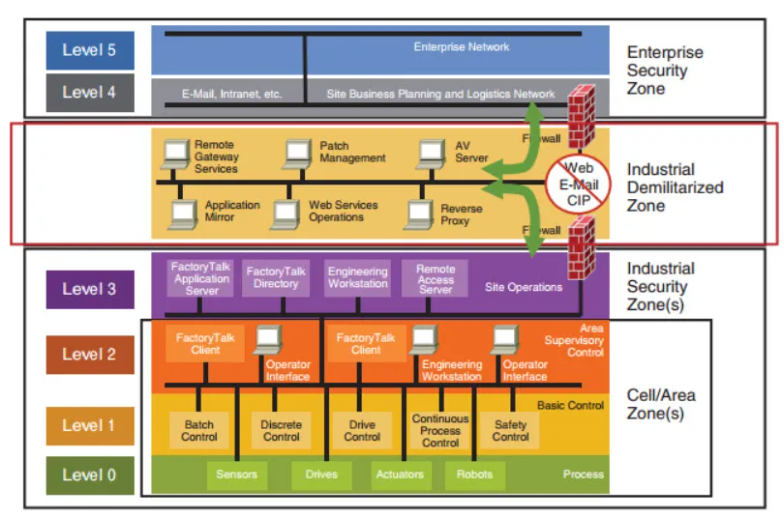 Level 5
Enterprise Network
Level 4
E-Mail, Intranet, etc.
Site Business Planning and Logistics Network
Enterprise
Security
Zone
Firewall
Remote
Gateway
Services
Patch
Management
AV
Server
Web
E-Mail
CIP
Application
Mirror
Web Services
Operations
Reverse
Proxy
Firewall
Industrial
Demilitarized
Zone
Level 3
FactoryTalk
Application
Server
FactoryTalk
Directory
Engineering
Workstation
Remote
Access
Server
Site Operations
Industrial
Security
Zone(s)
Level 2
FactoryTalk
Client
Operator
Interface
FactoryTalk
Client
Engineering
Workstation
Operator
Interface
Area
Supervisory
Control
Level 1
Basic Control
Batch
Control
Discrete
Control
Drive
Control
Continuous
Process
Control
Safety
Control
Cell/Area
Zone(s)
Level 0
Sensors
Drives
Actuators
Robots
Process